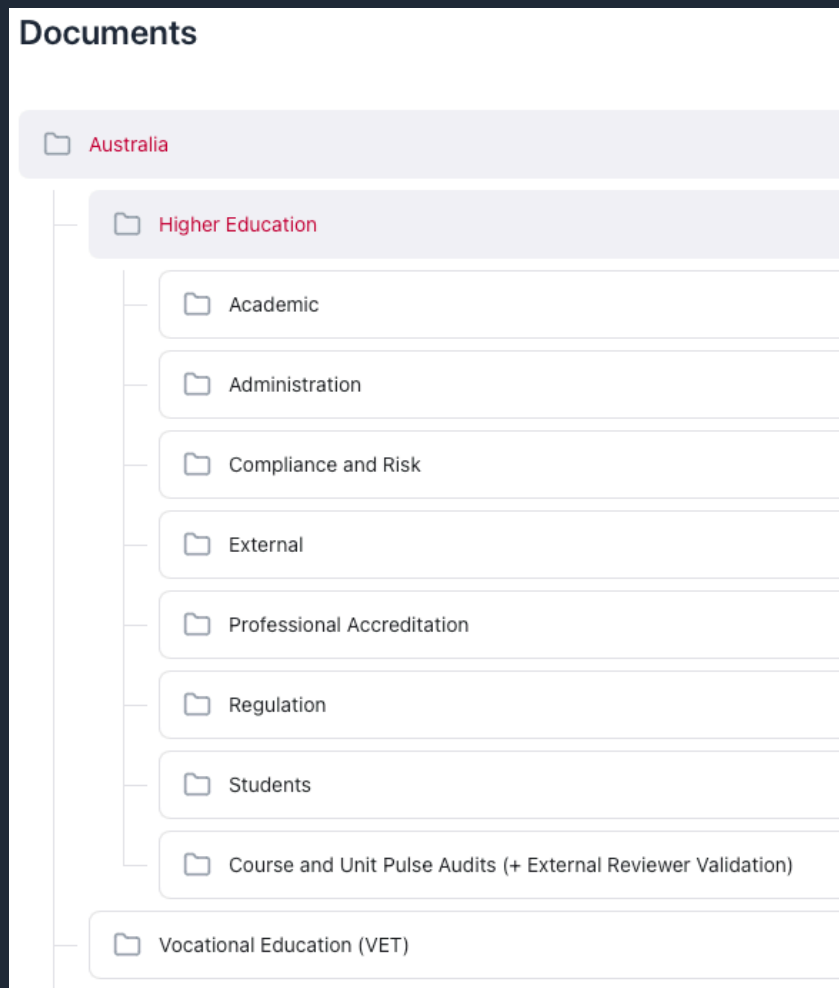 Documents
Australia
Higher Education
Academic
Administration
Compliance and Risk
External
Professional Accreditation
Regulation
Students
Course and Unit Pulse Audits (+ External Reviewer Validation)
Vocational Education (VET)